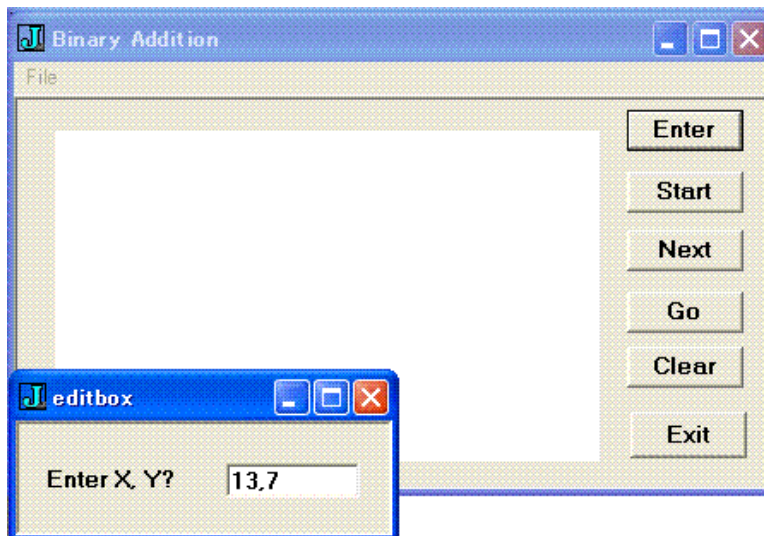 Binary Addition
File
Enter
Start
Next
Go
Clear
Exit
editbox
Enter X, Y? 13,7